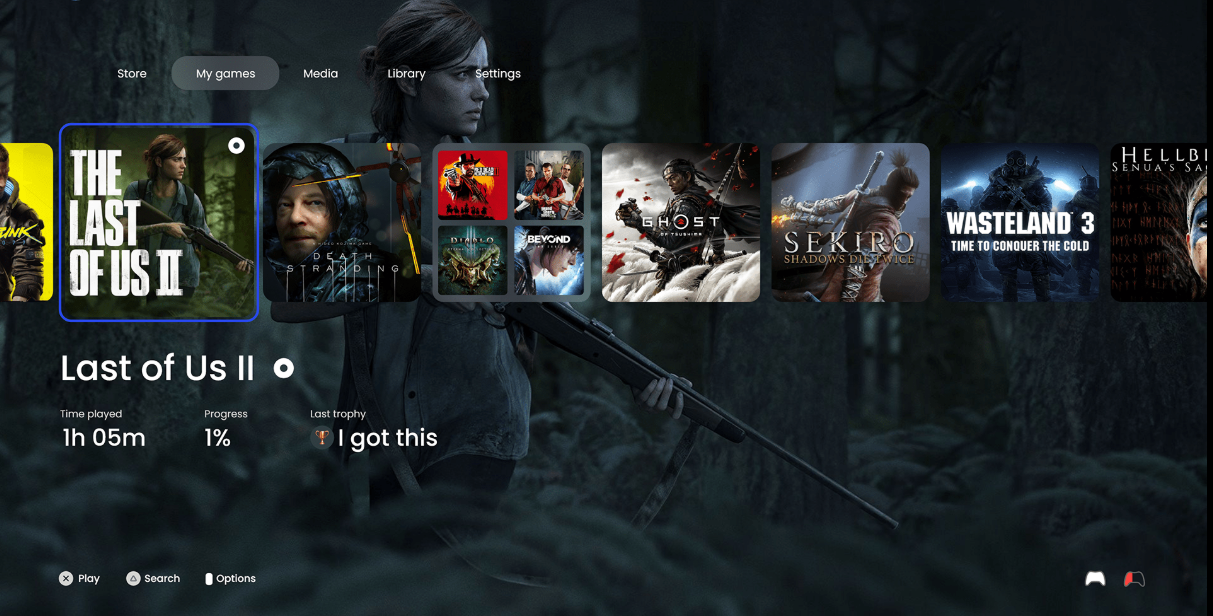 Store
My games
Media
Library
Settings
THE
LAST
OF US II
DEATH
STRANDING
DIABLO
BEYOND
GHOST
OF TSUSHIMA
SEKIRO
SHADOWS DIE TWICE
WASTELAND 3
TIME TO CONQUER THE COLD
HELLBL
SENUA'S SA
Last of Us II
Time played
Progress
Last trophy
1h 05m
1%
I got this
Play
Search
Options